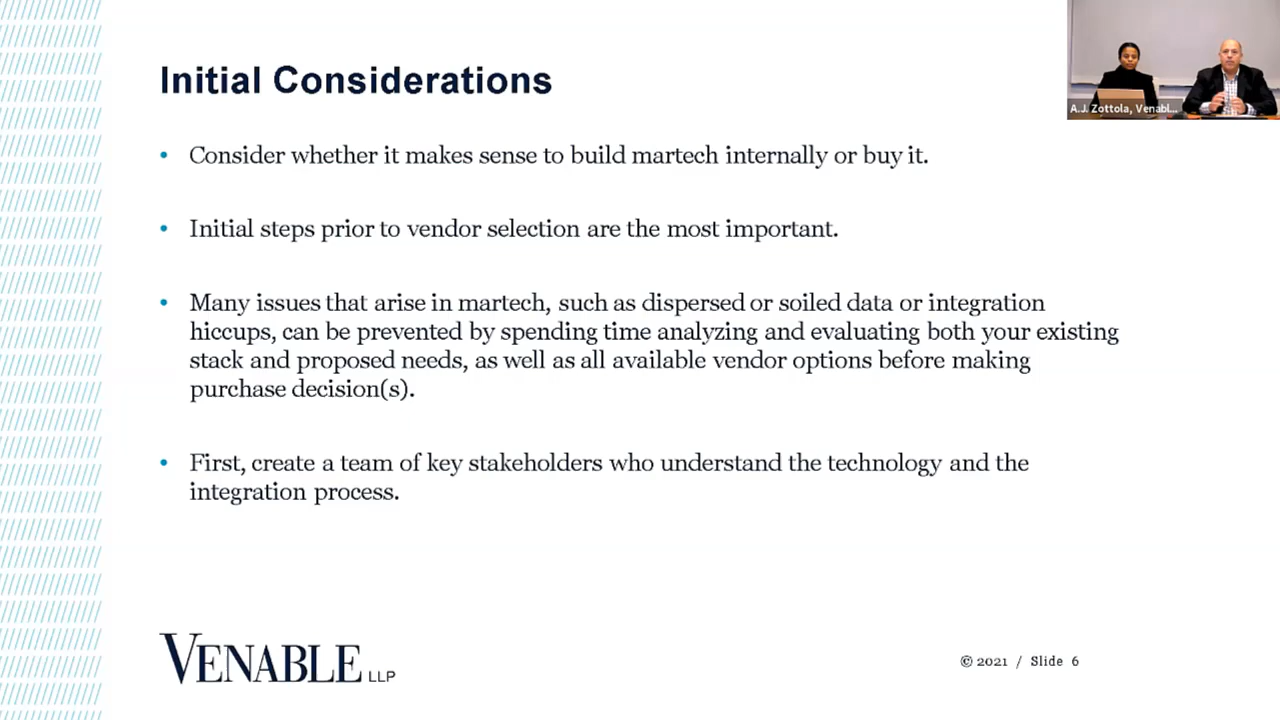 Initial Considerations
A.J. Zottola, Venabl...
• Consider whether it makes sense to build martech internally or buy it.
• Initial steps prior to vendor selection are the most important.
• Many issues that arise in martech, such as dispersed or soiled data or integration
hiccups, can be prevented by spending time analyzing and evaluating both your existing
stack and proposed needs, as well as all available vendor options before making
purchase decision(s).
• First, create a team of key stakeholders who understand the technology and the
integration process.
VENABLE LLP
© 2021 / Slide 6